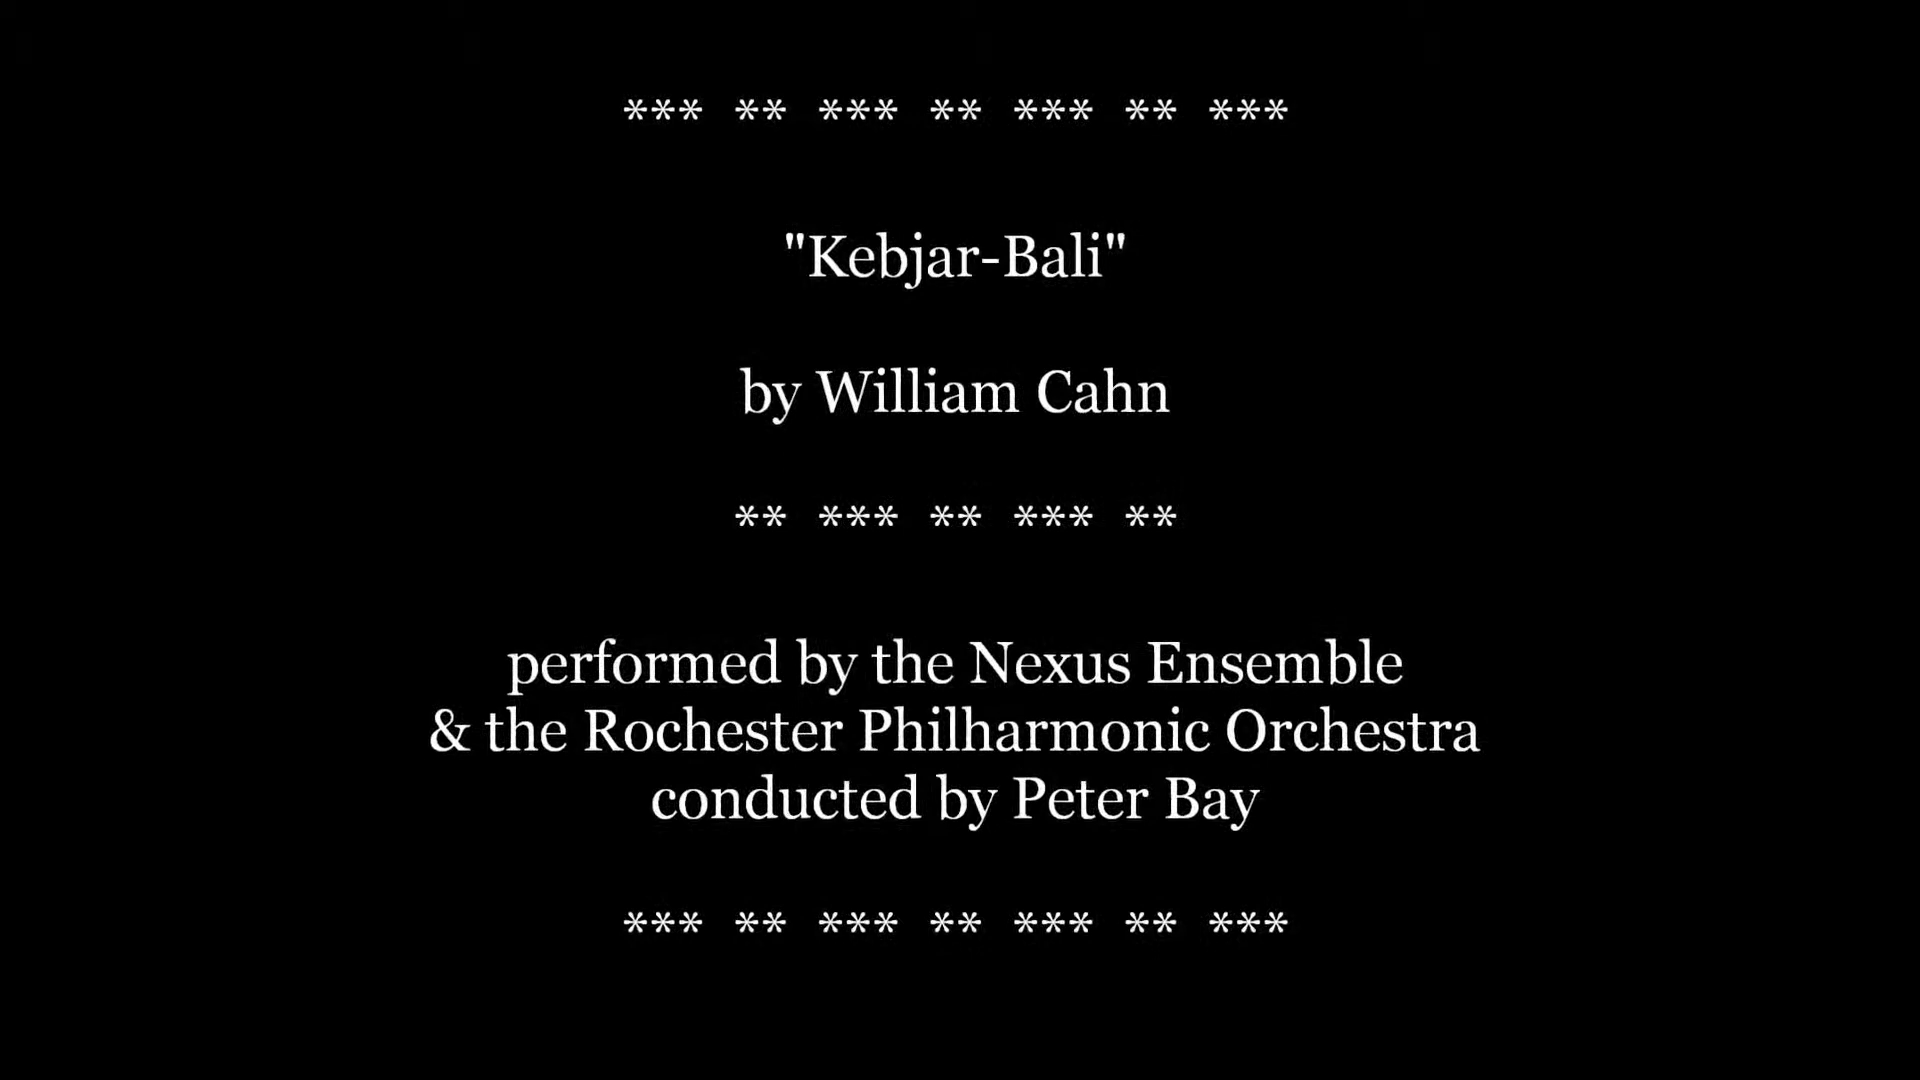 *** ** *** ** *** ** ***
"Kebjar-Bali"
by William Cahn
** *** ** *** **
performed by the Nexus Ensemble
& the Rochester Philharmonic Orchestra
conducted by Peter Bay
*** ** *** ** *** ** ***